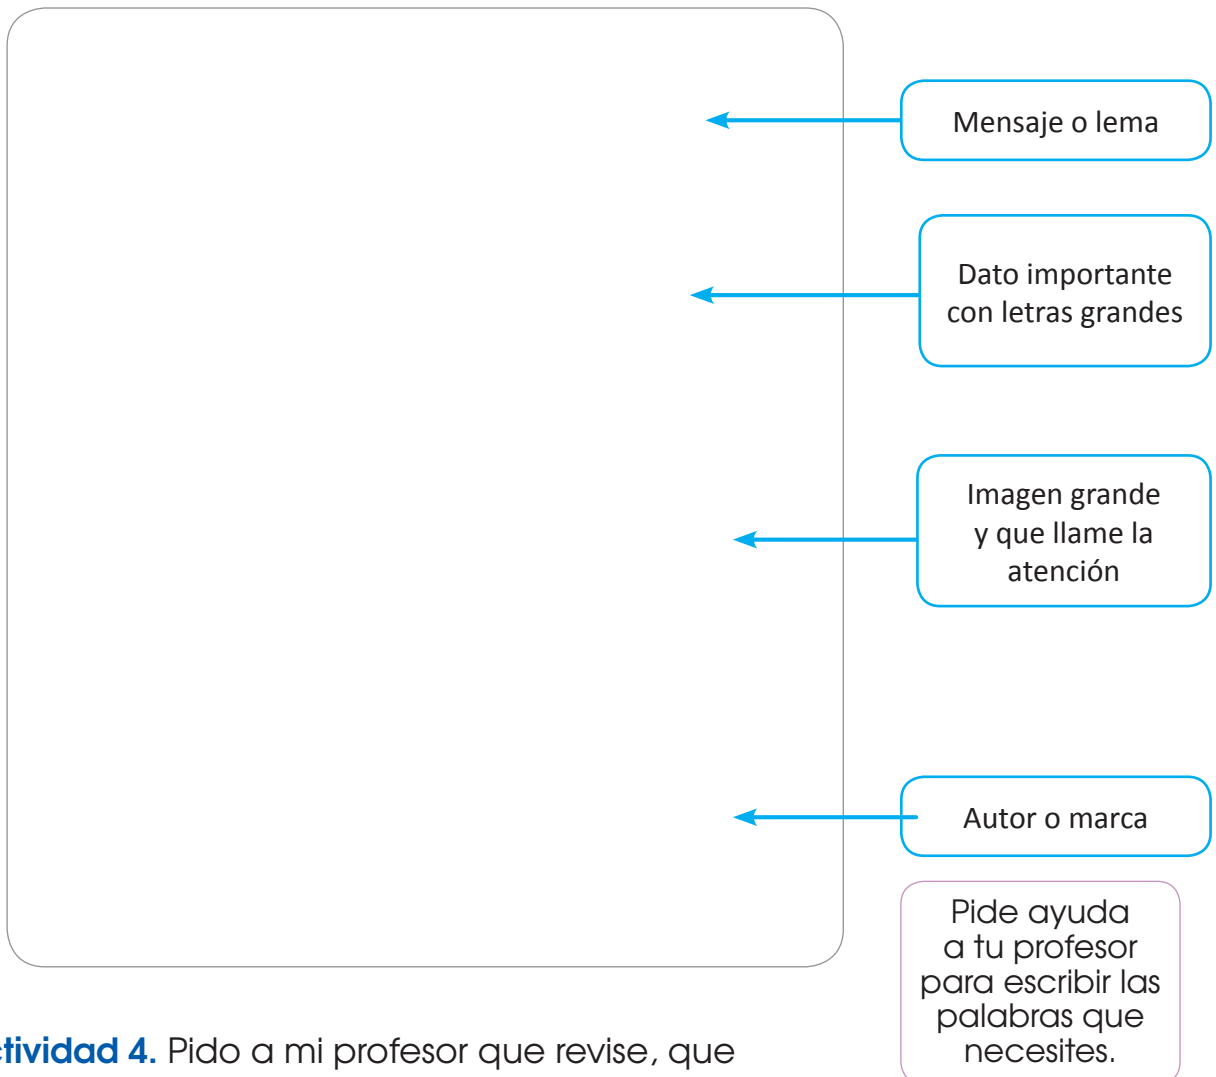 Mensaje o lema
Dato importante
con letras grandes
Imagen grande
y que llame la
atención
Autor o marca
Pide ayuda
a tu profesor
para escribir las
palabras que
necesites.
ctividad 4. Pido a mi profesor que revise, que